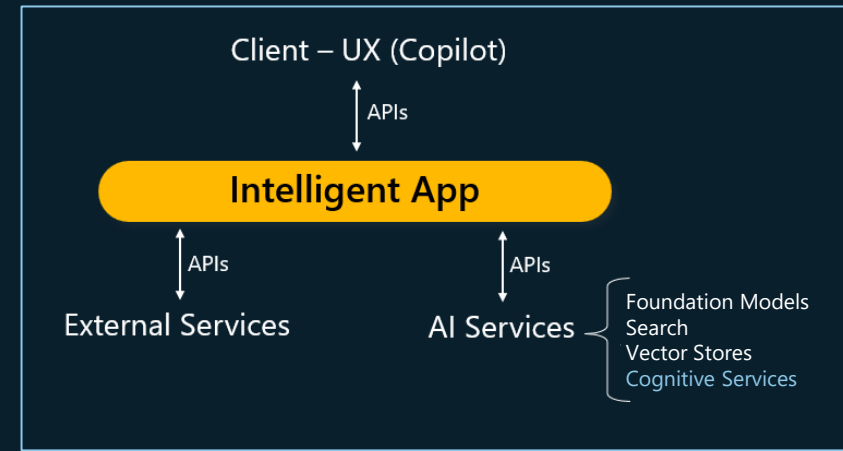 Client – UX (Copilot)
APIs
Intelligent App
APIs
APIs
External Services
AI Services
Foundation Models
Search
Vector Stores
Cognitive Services